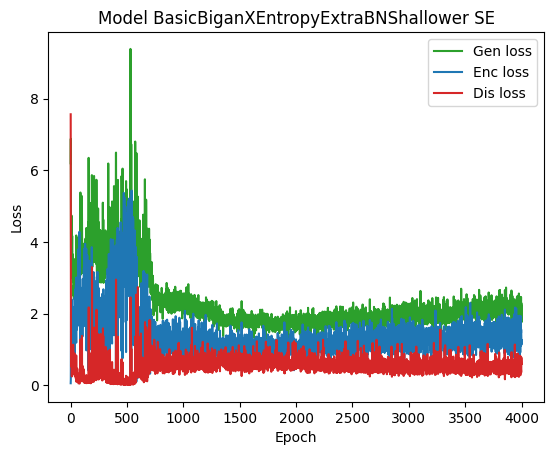 Model BasicBiganXEntropyExtraBNShallower SE
Gen loss
Enc loss
Dis loss
8
6
4
2
0
Loss
0 500 1000 1500 2000 2500 3000 3500 4000
Epoch